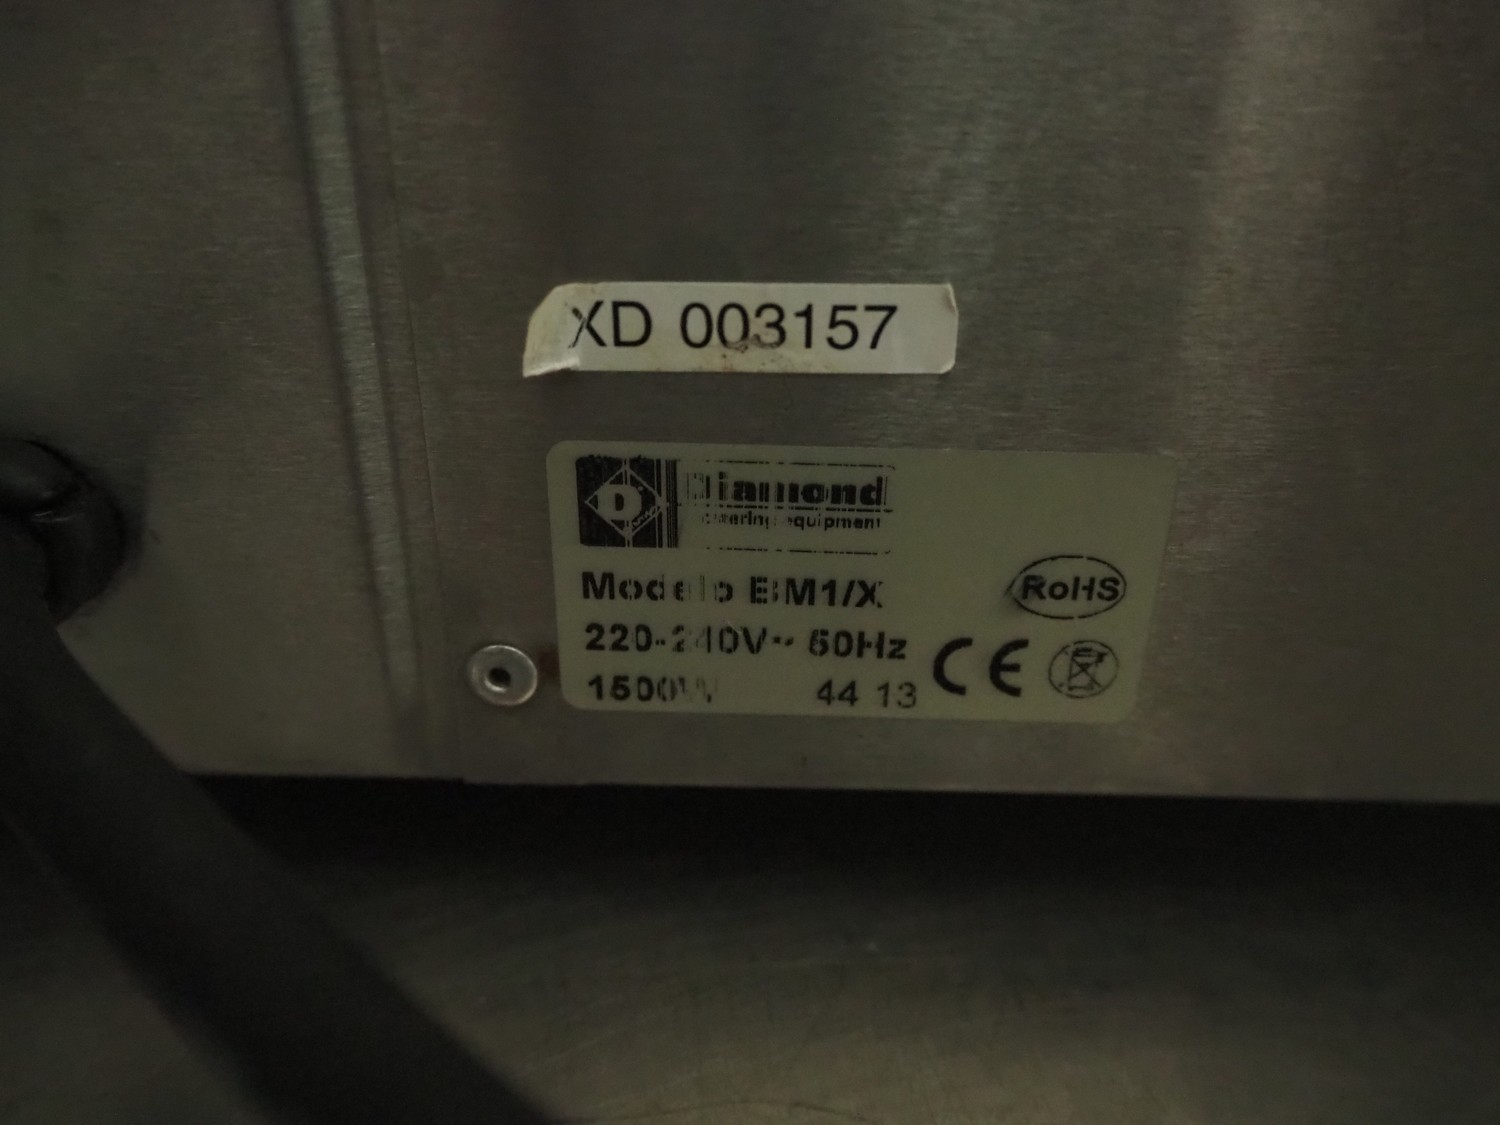 XD 003157
D
Diamond
catering equipment
Modelo BM1/X
RoHS
220-240V~ 50Hz
1500W 44 13 CE